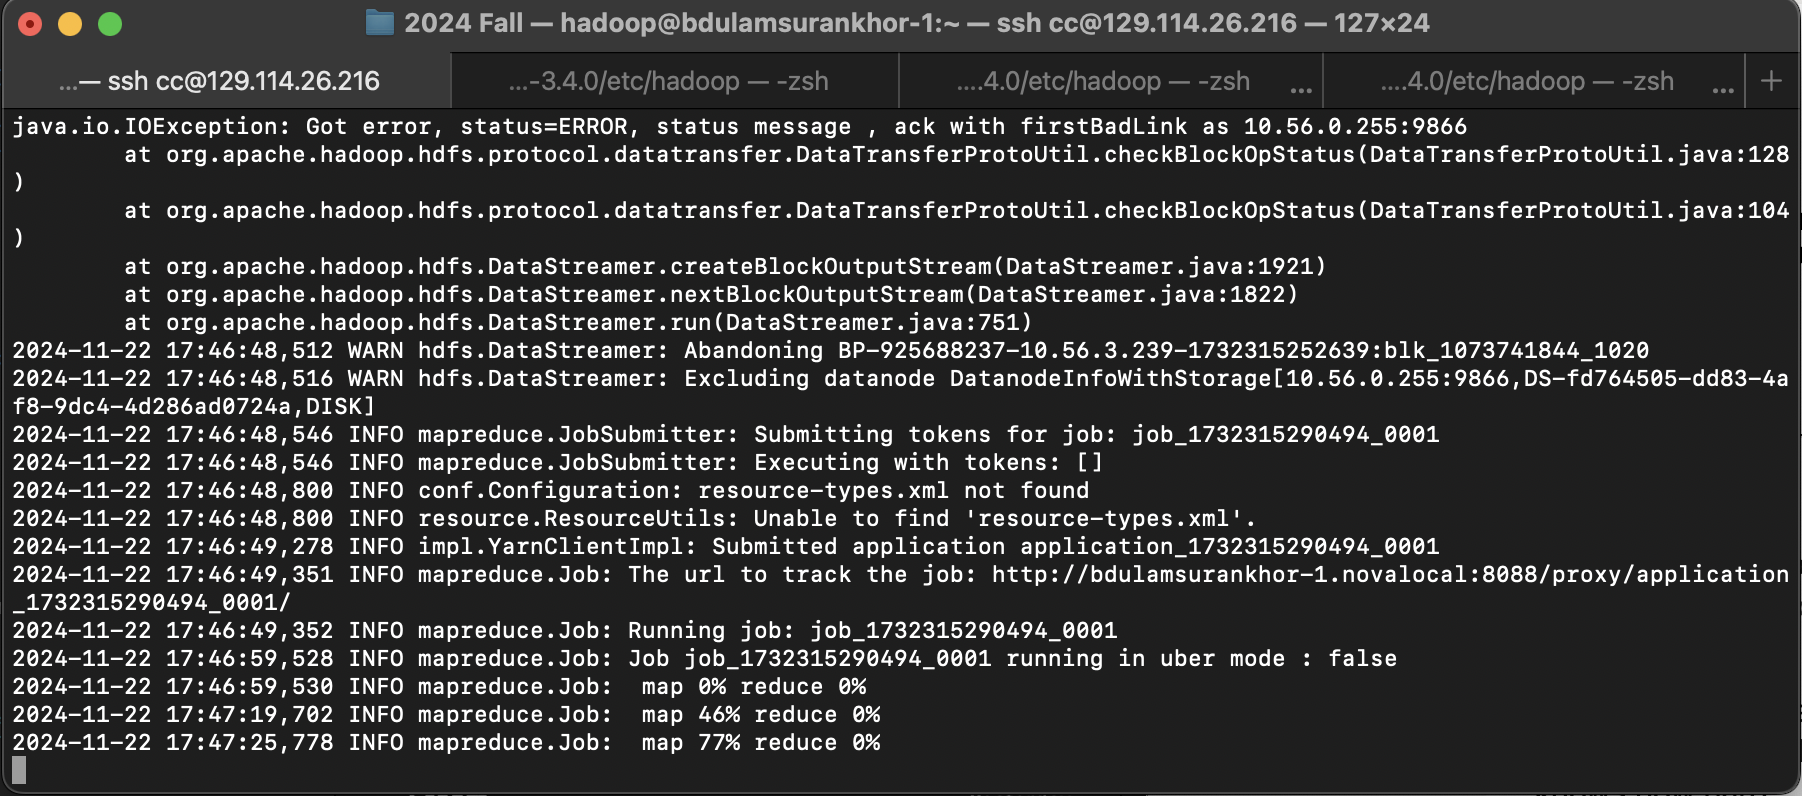 2024 Fall — hadoop@bdulamsurankhor-1:~ — ssh cc@129.114.26.216 — 127×24
...— ssh cc@129.114.26.216
...-3.4.0/etc/hadoop — -zsh
....4.0/etc/hadoop — -zsh ...
....4.0/etc/hadoop — -zsh ...
+
java.io.IOException: Got error, status=ERROR, status message , ack with firstBadLink as 10.56.0.255:9866
at org.apache.hadoop.hdfs.protocol.datatransfer.DataTransferProtoUtil.checkBlockOpStatus(DataTransferProtoUtil.java:128
)
at org.apache.hadoop.hdfs.protocol.datatransfer.DataTransferProtoUtil.checkBlockOpStatus(DataTransferProtoUtil.java:104
)
at org.apache.hadoop.hdfs.DataStreamer.createBlockOutputStream(DataStreamer.java:1921)
at org.apache.hadoop.hdfs.DataStreamer.nextBlockOutputStream(DataStreamer.java:1822)
at org.apache.hadoop.hdfs.DataStreamer.run(DataStreamer.java:751)
2024-11-22 17:46:48,512 WARN hdfs.DataStreamer: Abandoning BP-925688237-10.56.3.239-1732315252639:blk_1073741844_1020
2024-11-22 17:46:48,516 WARN hdfs.DataStreamer: Excluding datanode DatanodeInfoWithStorage[10.56.0.255:9866,DS-fd764505-dd83-4a
f8-9dc4-4d286ad0724a,DISK]
2024-11-22 17:46:48,546 INFO mapreduce.JobSubmitter: Submitting tokens for job: job_1732315290494_0001
2024-11-22 17:46:48,546 INFO mapreduce.JobSubmitter: Executing with tokens: []
2024-11-22 17:46:48,800 INFO conf.Configuration: resource-types.xml not found
2024-11-22 17:46:48,800 INFO resource.ResourceUtils: Unable to find 'resource-types.xml'.
2024-11-22 17:46:49,278 INFO impl.YarnClientImpl: Submitted application application_1732315290494_0001
2024-11-22 17:46:49,351 INFO mapreduce.Job: The url to track the job: http://bdulamsurankhor-1.novalocal:8088/proxy/application
_1732315290494_0001/
2024-11-22 17:46:49,352 INFO mapreduce.Job: Running job: job_1732315290494_0001
2024-11-22 17:46:59,528 INFO mapreduce.Job: Job job_1732315290494_0001 running in uber mode : false
2024-11-22 17:46:59,530 INFO mapreduce.Job:  map 0% reduce 0%
2024-11-22 17:47:19,702 INFO mapreduce.Job:  map 46% reduce 0%
2024-11-22 17:47:25,778 INFO mapreduce.Job:  map 77% reduce 0%